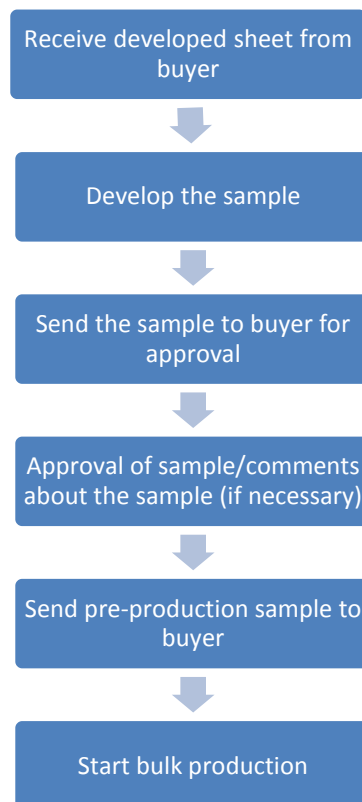 Receive developed sheet from
buyer
Develop the sample
Send the sample to buyer for
approval
Approval of sample/comments
about the sample (if necessary)
Send pre-production sample to
buyer
Start bulk production